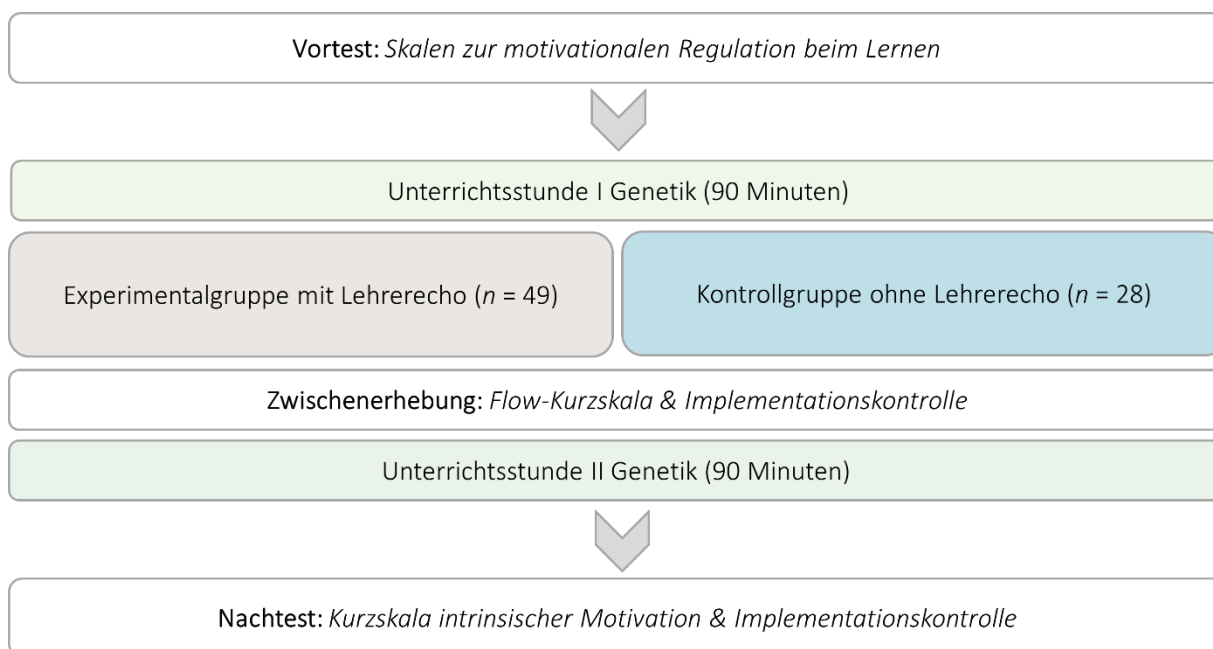 Vortest: Skalen zur motivationalen Regulation beim Lernen
Unterrichtsstunde I Genetik (90 Minuten)
Experimentalgruppe mit Lehrerecho (n = 49)
Kontrollgruppe ohne Lehrerecho (n = 28)
Zwischenerhebung: Flow-Kurzskala & Implementationskontrolle
Unterrichtsstunde II Genetik (90 Minuten)
Nachtest: Kurzskala intrinsischer Motivation & Implementationskontrolle